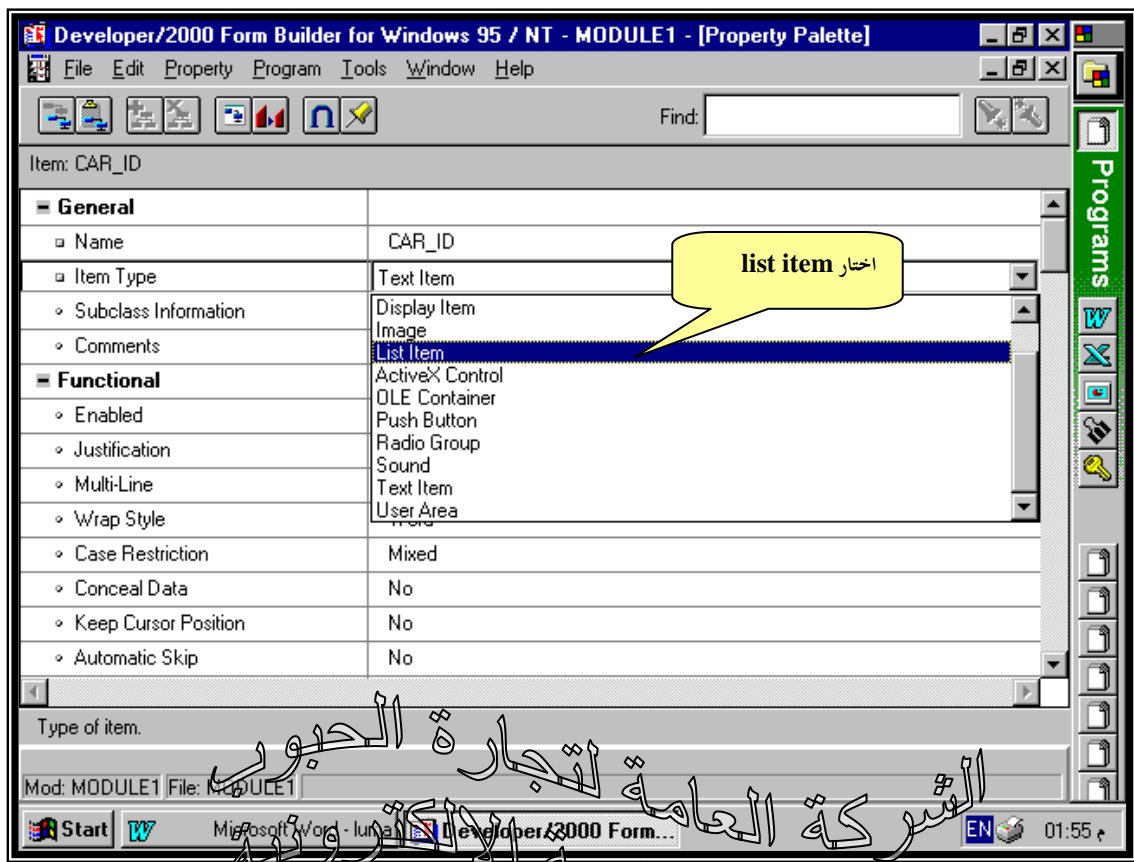 Developer/2000 Form Builder for Windows 95 / NT - MODULE1 - [Property Palette]
File Edit Property Program Tools Window Help
Find:
Item: CAR_ID
General
Name CAR_ID
Item Type Text Item
اختار list item
Subclass Information
Comments
Functional
Enabled
Justification
Multi-Line
Wrap Style
Case Restriction Mixed
Conceal Data No
Keep Cursor Position No
Automatic Skip No
Display Item
Image
List Item
ActiveX Control
OLE Container
Push Button
Radio Group
Sound
Text Item
User Area
Type of item.
Mod: MODULE1 File: MODULE1
الشركة العامة لتجارة الحبوب
Start Microsoft Word - Developer/2000 Form... EN 01:55 م
Programs